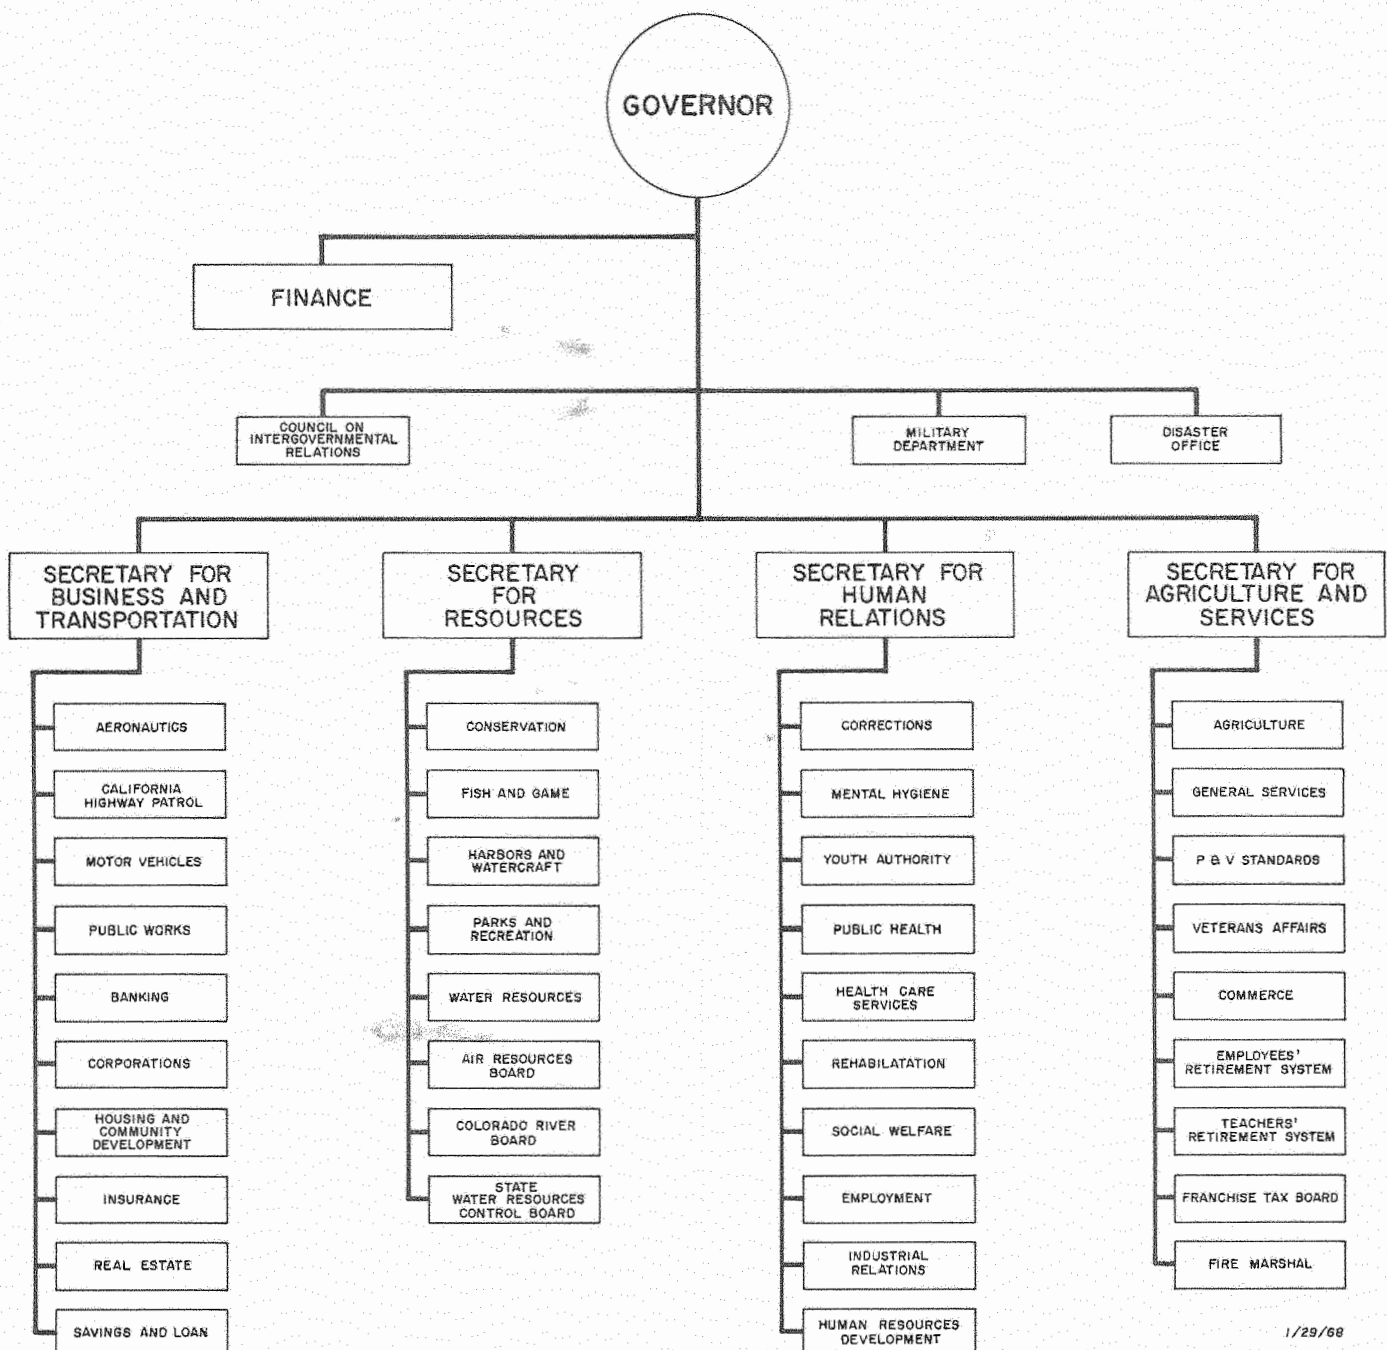 GOVERNOR
FINANCE
COUNCIL ON
INTERGOVERNMENTAL
RELATIONS
MILITARY
DEPARTMENT
DISASTER
OFFICE
SECRETARY FOR
BUSINESS AND
TRANSPORTATION
SECRETARY
FOR
RESOURCES
SECRETARY FOR
HUMAN
RELATIONS
SECRETARY FOR
AGRICULTURE AND
SERVICES
AERONAUTICS
CALIFORNIA
HIGHWAY PATROL
MOTOR VEHICLES
PUBLIC WORKS
BANKING
CORPORATIONS
HOUSING AND
COMMUNITY
DEVELOPMENT
INSURANCE
REAL ESTATE
SAVINGS AND LOAN
CONSERVATION
FISH AND GAME
HARBORS AND
WATERCRAFT
PARKS AND
RECREATION
WATER RESOURCES
AIR RESOURCES
BOARD
COLORADO RIVER
BOARD
STATE
WATER RESOURCES
CONTROL BOARD
CORRECTIONS
MENTAL HYGIENE
YOUTH AUTHORITY
PUBLIC HEALTH
HEALTH CARE
SERVICES
REHABILATATION
SOCIAL WELFARE
EMPLOYMENT
INDUSTRIAL
RELATIONS
HUMAN RESOURCES
DEVELOPMENT
AGRICULTURE
GENERAL SERVICES
P & V STANDARDS
VETERANS AFFAIRS
COMMERCE
EMPLOYEES'
RETIREMENT SYSTEM
TEACHERS'
RETIREMENT SYSTEM
FRANCHISE TAX BOARD
FIRE MARSHAL
1/29/68